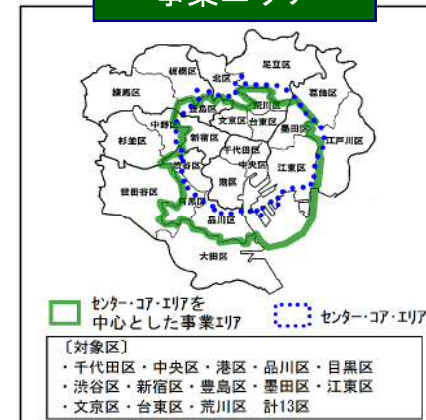 事業エリア
足立区
板橋区
北区
葛飾区
練馬区
荒川区
豊島区
文京区
台東区
墨田区
中野区
新宿区
江戸川区
杉並区
千代田区
中央区
江東区
渋谷区
港区
世田谷区
目黒区
品川区
大田区
センター・コア・エリアを
中心とした事業エリア
センター・コア・エリア
〔対象区〕
・千代田区・中央区・港区・品川区・目黒区
・渋谷区・新宿区・豊島区・墨田区・江東区
・文京区・台東区・荒川区　計13区